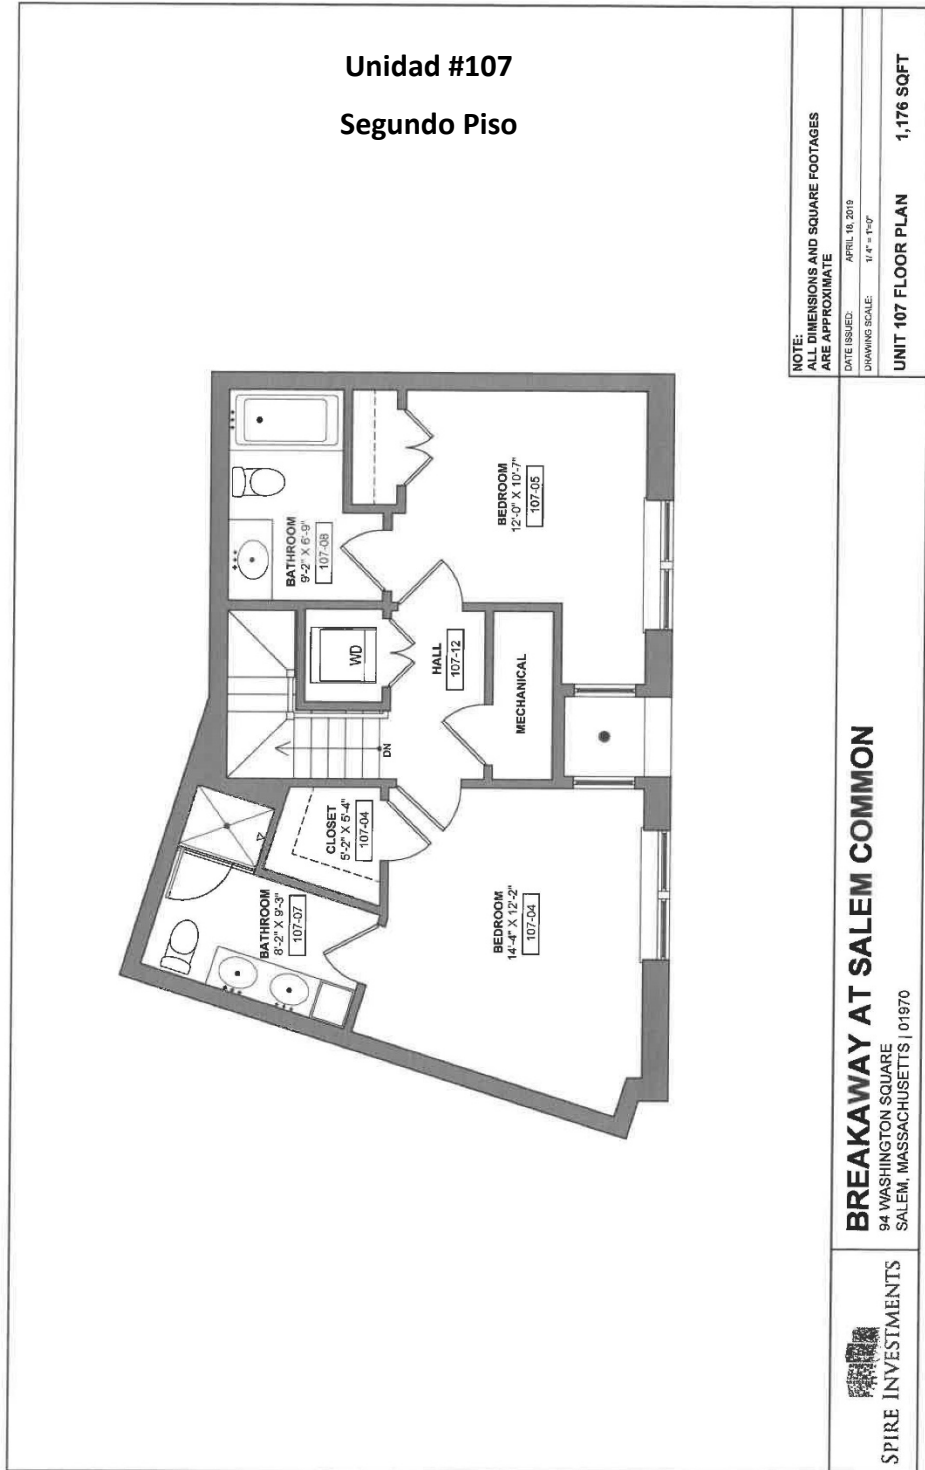 Unidad #107
Segundo Piso
BATHROOM
9'-2" X 6'-9"
107-08
BEDROOM
12'-0" X 10'-7"
107-05
WD
HALL
107-12
MECHANICAL
DN
CLOSET
5'-2" X 5'-4"
107-04
BATHROOM
8'-2" X 9'-3"
107-07
BEDROOM
14'-4" X 12'-2"
107-04
NOTE:
ALL DIMENSIONS AND SQUARE FOOTAGES
ARE APPROXIMATE
DATE ISSUED: APRIL 18, 2019
DRAWING SCALE: 1/4" = 1'=0"
UNIT 107 FLOOR PLAN 1,176 SQFT
BREAKAWAY AT SALEM COMMON
94 WASHINGTON SQUARE
SALEM, MASSACHUSETTS | 01970
SPIRE INVESTMENTS